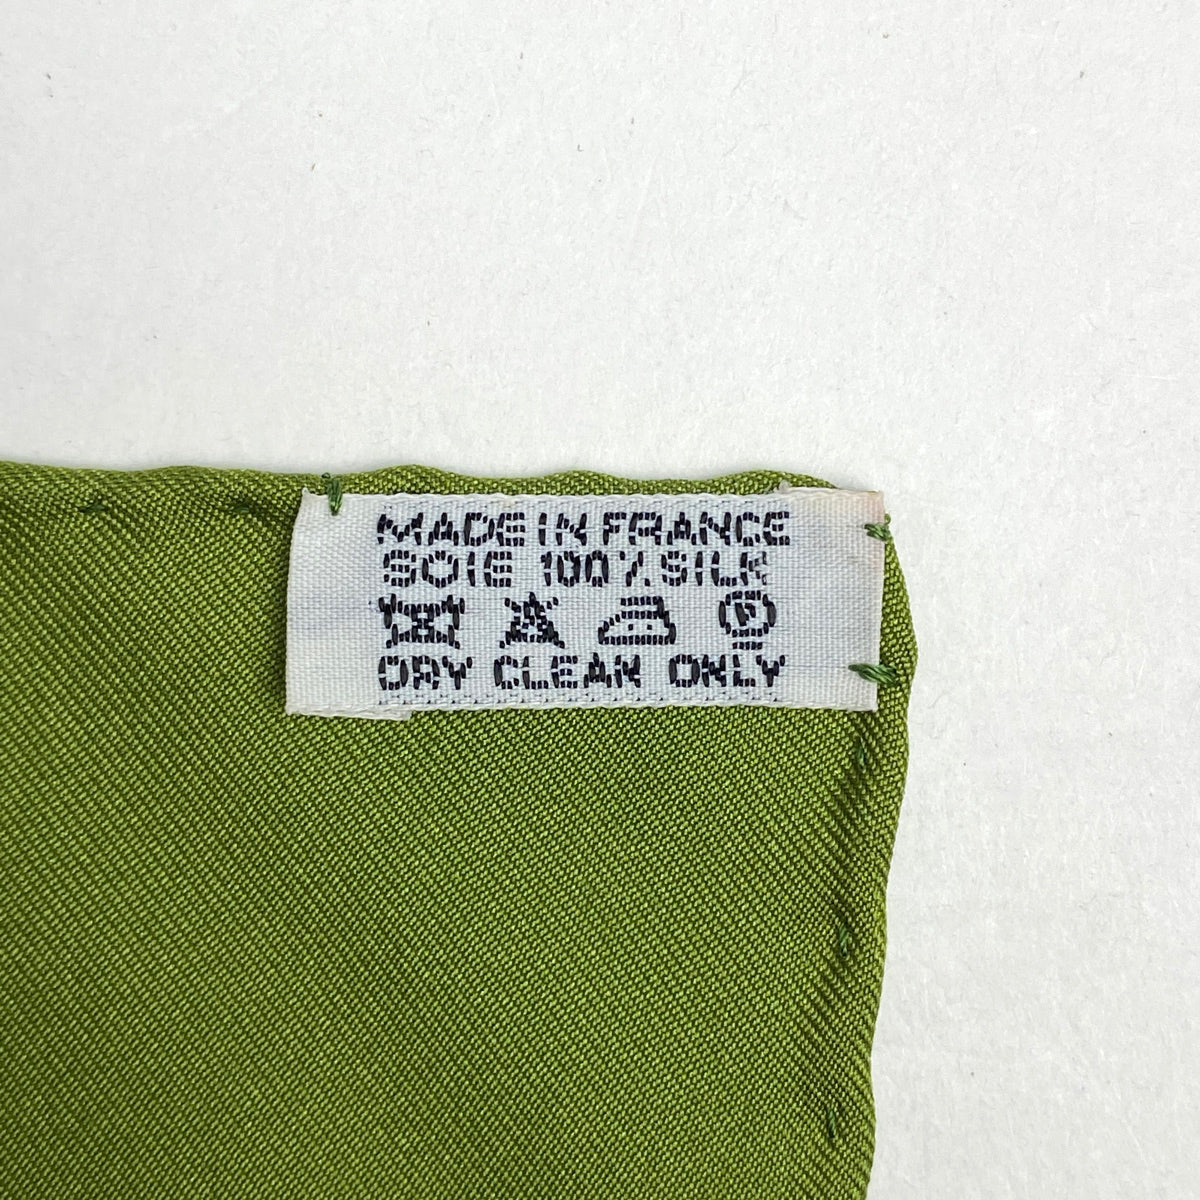 MADE IN FRANCE
SOIE 100% SILK
P
DRY CLEAN ONLY